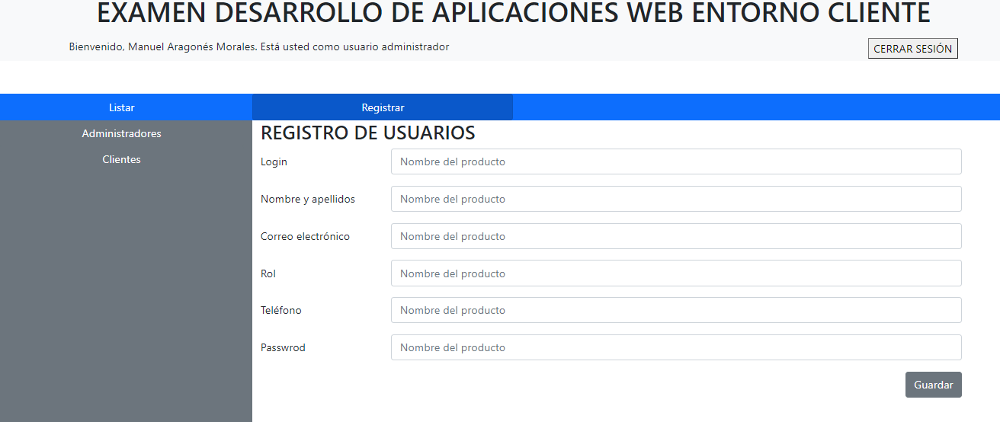 EXAMEN DESARROLLO DE APLICACIONES WEB ENTORNO CLIENTE
Bienvenido, Manuel Aragonés Morales. Está usted como usuario administrador
CERRAR SESIÓN
Listar
Registrar
Administradores
Clientes
REGISTRO DE USUARIOS
Login
Nombre del producto
Nombre y apellidos
Nombre del producto
Correo electrónico
Nombre del producto
Rol
Nombre del producto
Teléfono
Nombre del producto
Passwrod
Nombre del producto
Guardar